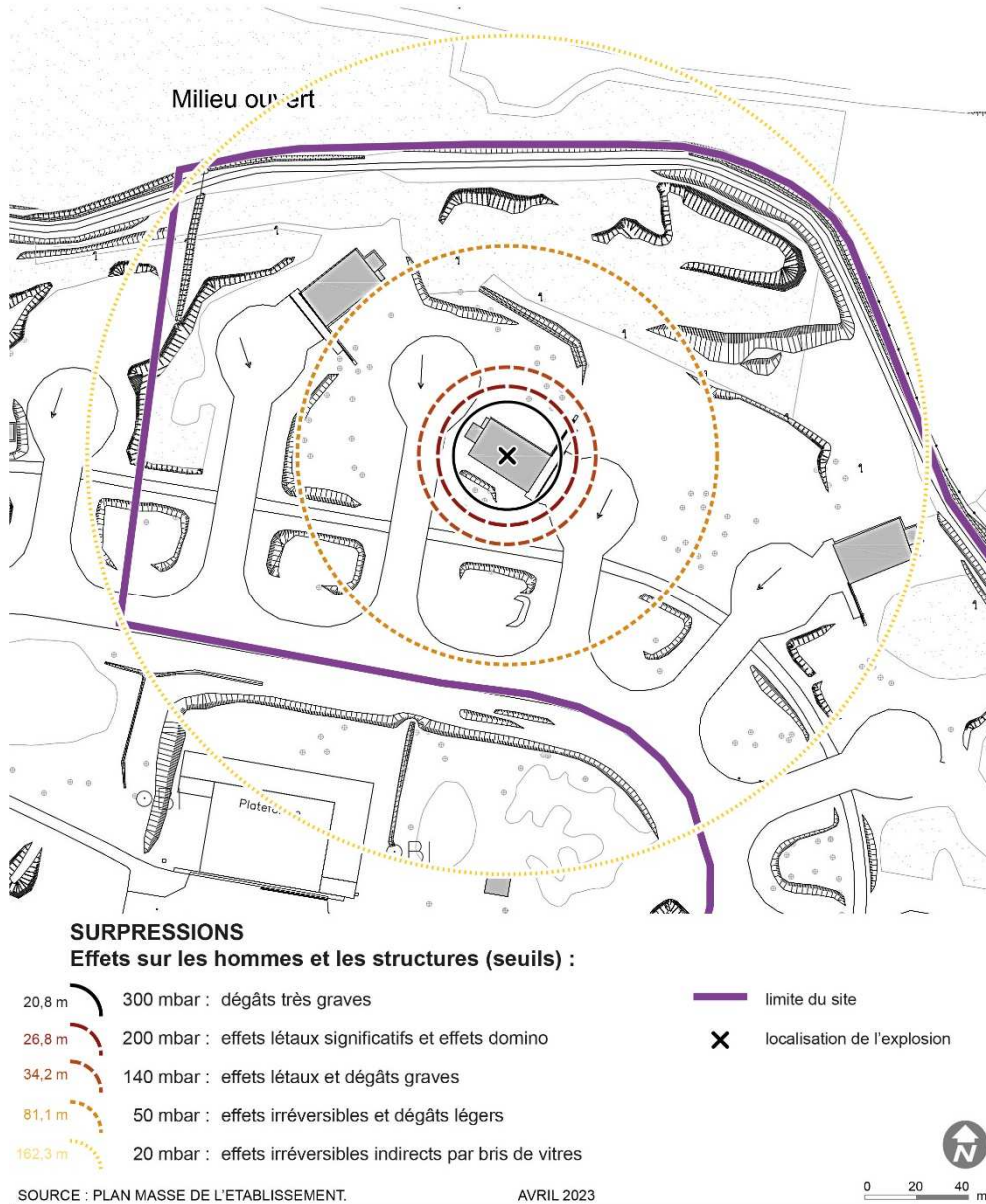 Milieu ouvert
BI
SURPRESSIONS
Effets sur les hommes et les structures (seuils) :
20,8 m 300 mbar : dégâts très graves
26,8 m 200 mbar : effets létaux significatifs et effets domino
34,2 m 140 mbar : effets létaux et dégâts graves
81,1 m 50 mbar : effets irréversibles et dégâts légers
162,3 m 20 mbar : effets irréversibles indirects par bris de vitres
limite du site
localisation de l'explosion
N
0 20 40 m
SOURCE : PLAN MASSE DE L'ETABLISSEMENT. AVRIL 2023